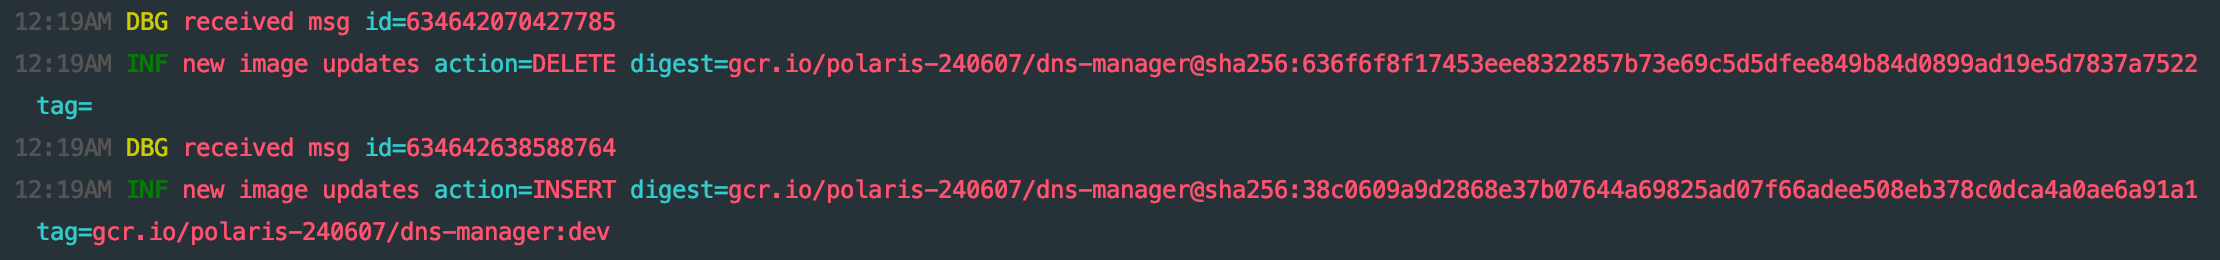 12:19AM DBG received msg id=634642070427785
12:19AM INF new image updates action=DELETE digest=gcr.io/polaris-240607/dns-manager@sha256:636f6f8f17453eee8322857b73e69c5d5dfee849b84d0899ad19e5d7837a7522
tag=
12:19AM DBG received msg id=634642638588764
12:19AM INF new image updates action=INSERT digest=gcr.io/polaris-240607/dns-manager@sha256:38c0609a9d2868e37b07644a69825ad07f66adee508eb378c0dca4a0ae6a91a1
tag=gcr.io/polaris-240607/dns-manager:dev